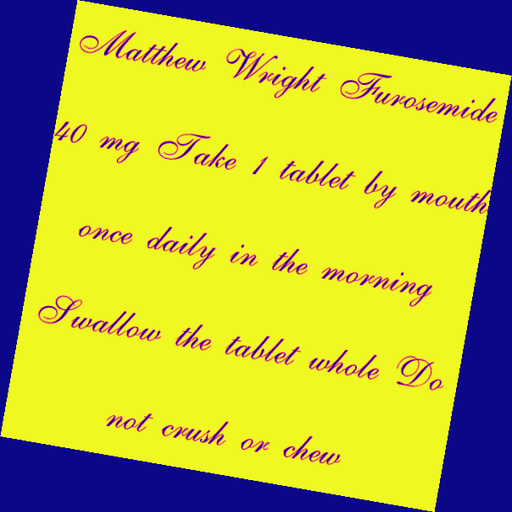 Matthew Wright Furosemide
40 mg Take 1 tablet by mouth
once daily in the morning
Swallow the tablet whole Do
not crush or chew